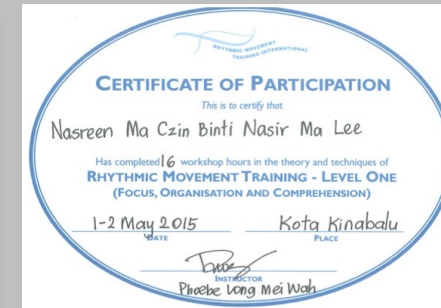 RHYTHMIC MOVEMENT
TRAINING INTERNATIONAL
CERTIFICATE OF PARTICIPATION
This is to certify that
Nasreen Ma Czin Binti Nasir Ma Lee
Has completed 16 workshop hours in the theory and techniques of
RHYTHMIC MOVEMENT TRAINING - LEVEL ONE
(FOCUS, ORGANISATION AND COMPREHENSION)
1-2 May 2015 Kota Kinabalu
DATE PLACE
INSTRUCTOR
Phoebe Long Mei Wah